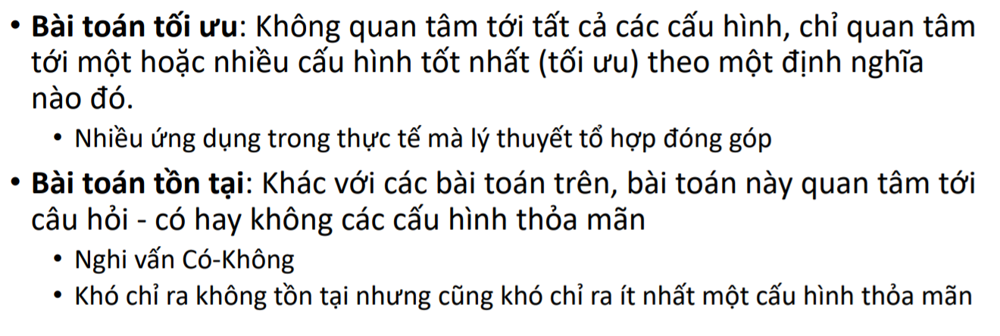 • Bài toán tối ưu: Không quan tâm tới tất cả các cấu hình, chỉ quan tâm
tới một hoặc nhiều cấu hình tốt nhất (tối ưu) theo một định nghĩa
nào đó.
• Nhiều ứng dụng trong thực tế mà lý thuyết tổ hợp đóng góp
• Bài toán tồn tại: Khác với các bài toán trên, bài toán này quan tâm tới
câu hỏi - có hay không các cấu hình thỏa mãn
• Nghi vấn Có-Không
• Khó chỉ ra không tồn tại nhưng cũng khó chỉ ra ít nhất một cấu hình thỏa mãn